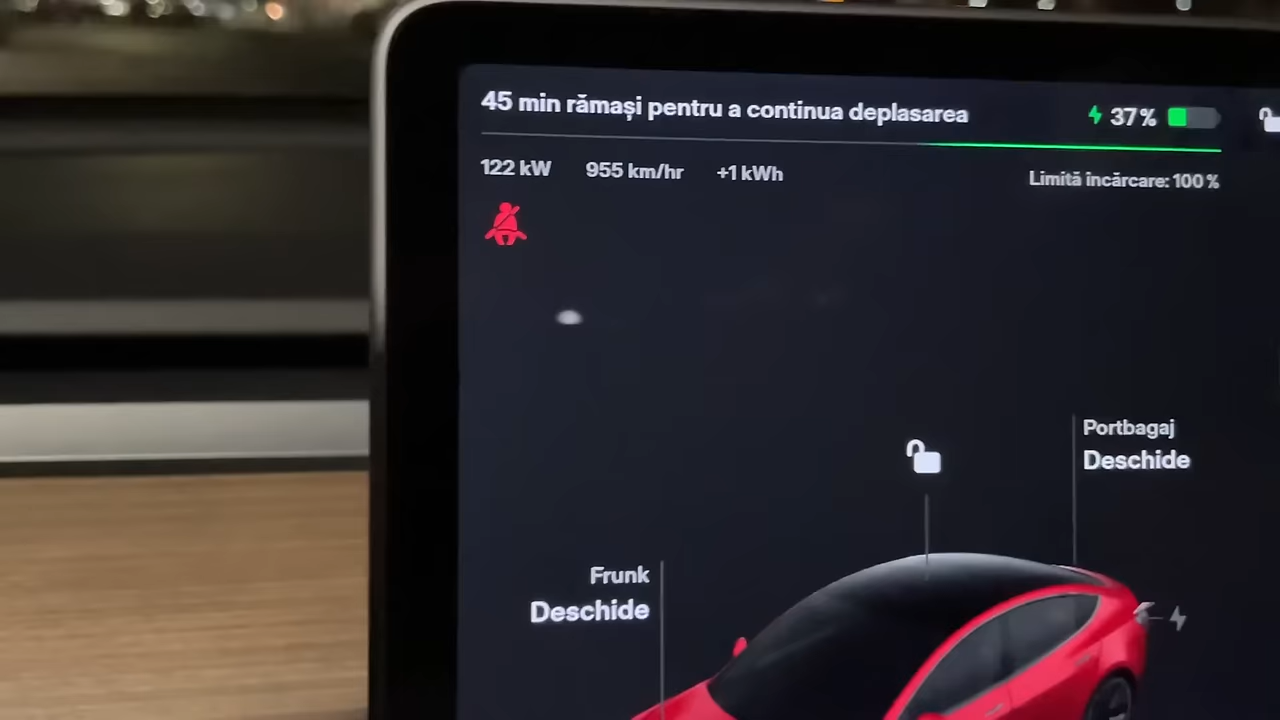 45 min rămași pentru a continua deplasarea
37%
122 kW 955 km/hr +1 kWh
Limită încărcare: 100%
Portbagaj
Deschide
Frunk
Deschide